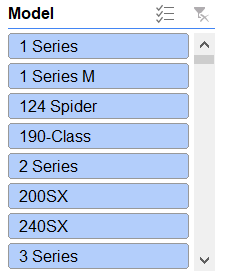 Model
1 Series
1 Series M
124 Spider
190-Class
2 Series
200SX
240SX
3 Series